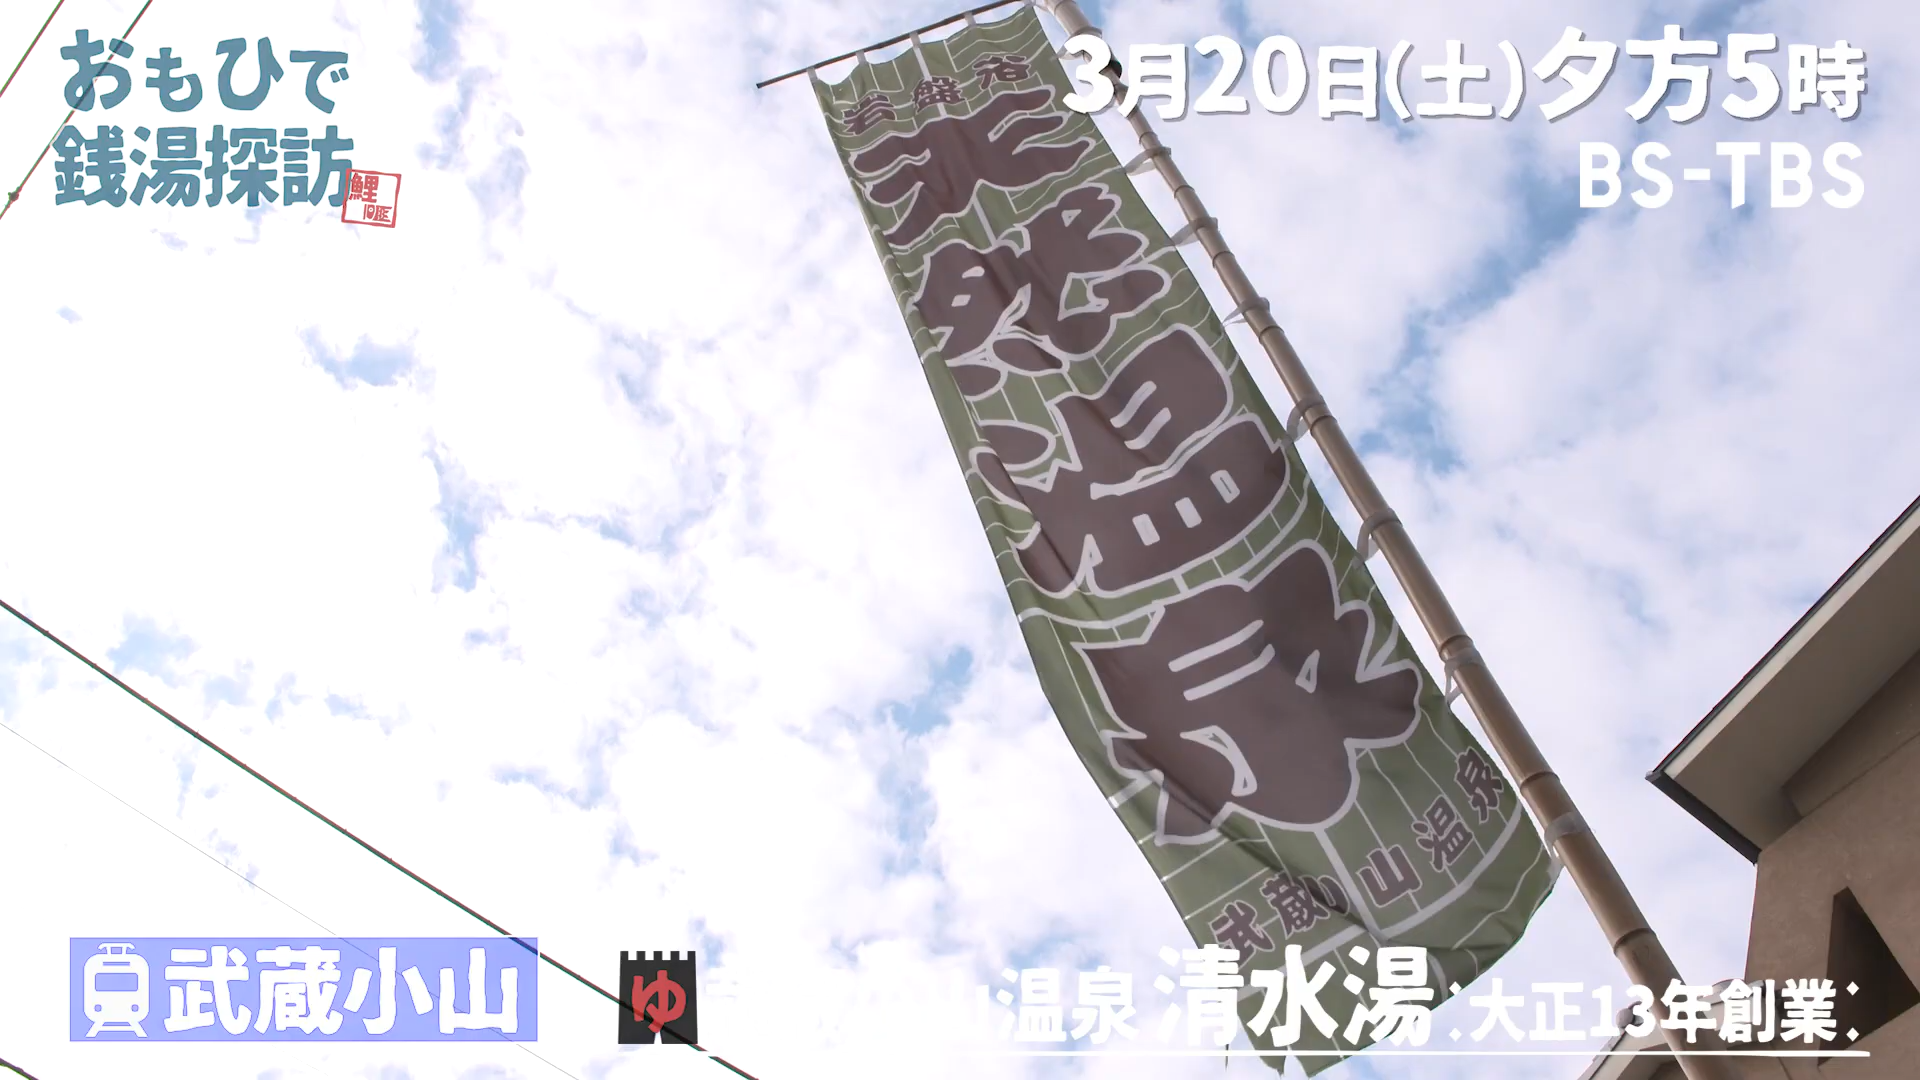 おもひで
銭湯探訪
3月20日(土)夕方5時
BS-TBS
岩盤浴
天然温泉
武蔵小山温泉
武蔵小山
ゆ
温泉 清水湯 :大正13年創業: